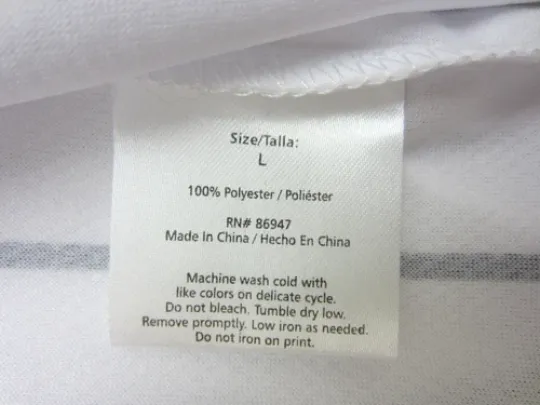 Size/Talla:
L
100% Polyester / Poliéster
RN# 86947
Made In China / Hecho En China
Machine wash cold with
like colors on delicate cycle.
Do not bleach. Tumble dry low.
Remove promptly. Low iron as needed.
Do not iron on print.